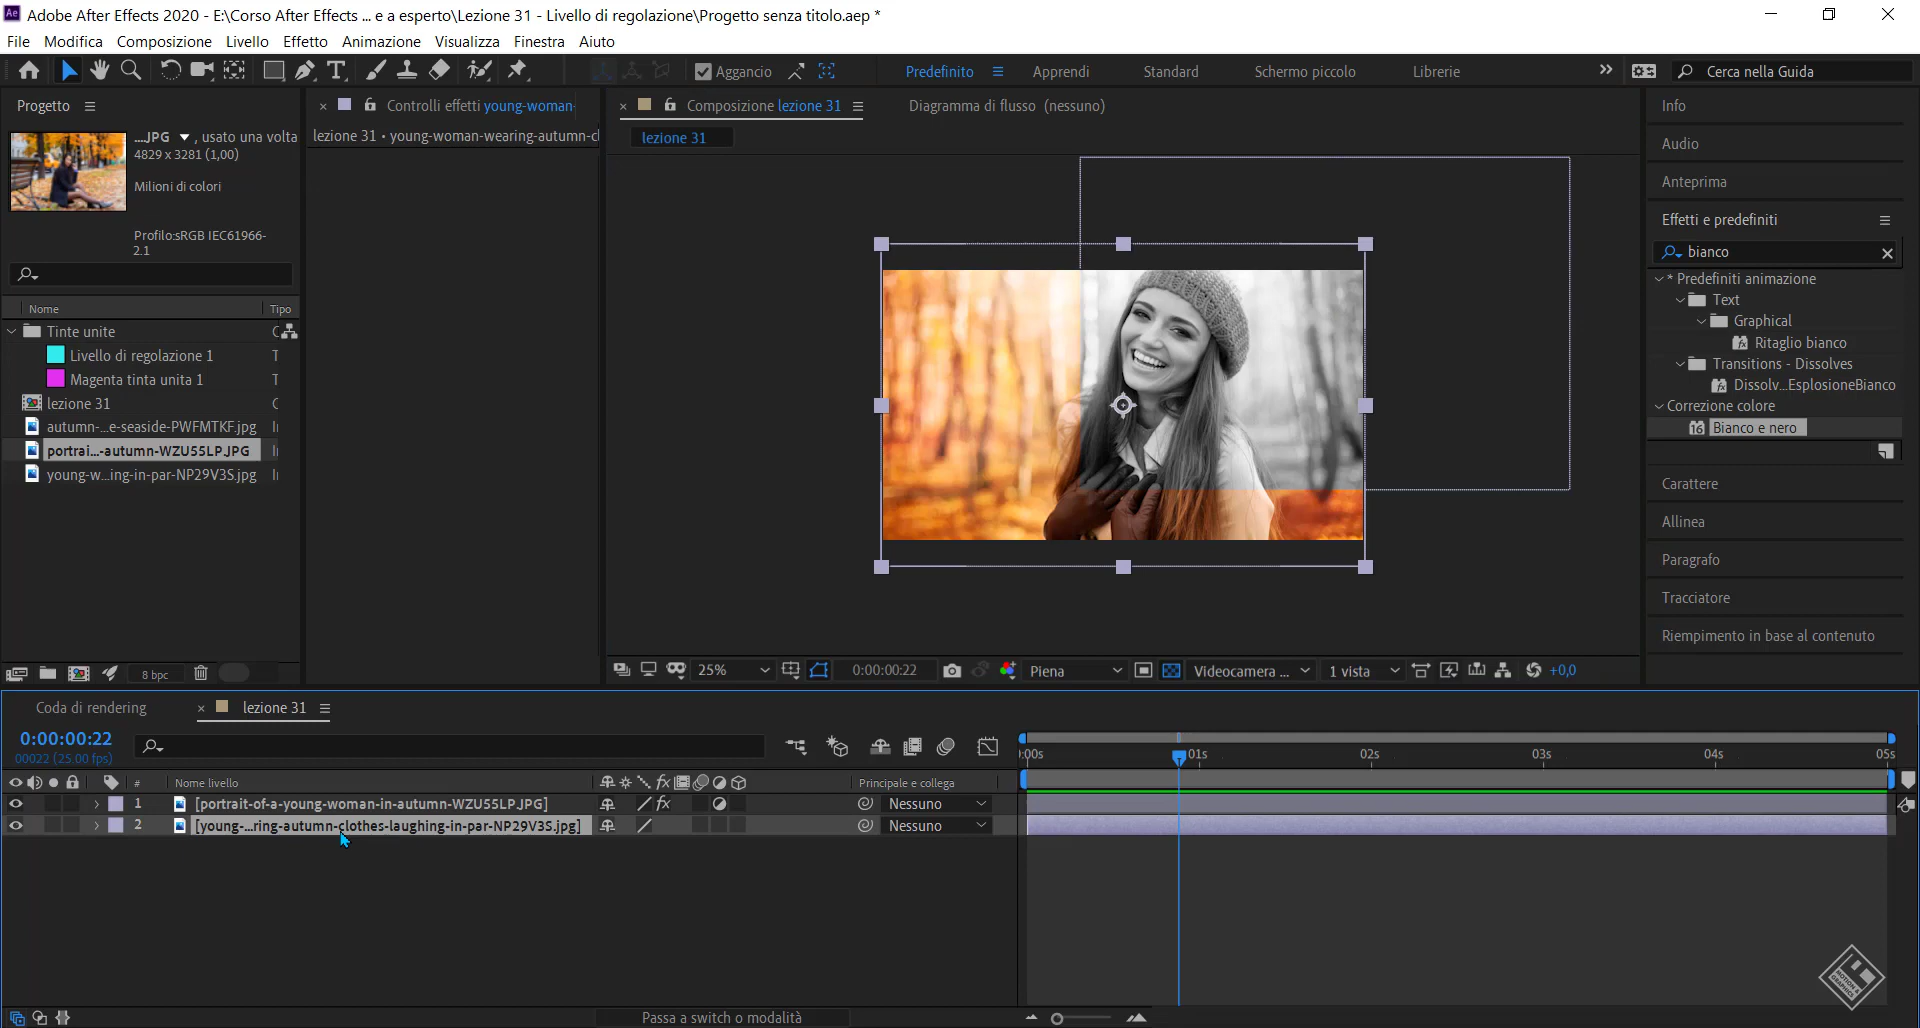 Adobe After Effects 2020 - E:\Corso After Effects ... e a esperto\Lezione 31 - Livello di regolazione\Progetto senza titolo.aep *
File Modifica Composizione Livello Effetto Animazione Visualizza Finestra Aiuto
Aggancio Predefinito Apprendi Standard Schermo piccolo Librerie Cerca nella Guida
Progetto
...JPG , usato una volta
4829 x 3281 (1,00)
Milioni di colori
Profilo:sRGB IEC61966-
2.1
Nome Tipo
Tinte unite
Livello di regolazione 1 T
Magenta tinta unita 1 T
lezione 31
autumn-...e-seaside-PWFMTKF.jpg
portrai...-autumn-WZU55LP.JPG
young-w...ing-in-par-NP29V3S.jpg
8 bpc
Controlli effetti young-woman-
lezione 31 • young-woman-wearing-autumn-cl
Composizione lezione 31
Diagramma di flusso (nessuno)
lezione 31
25% 0:00:00:22 Piena Videocamera ... 1 vista +0,0
Info
Audio
Anteprima
Effetti e predefiniti
bianco
* Predefiniti animazione
Text
Graphical
Ritaglio bianco
Transitions - Dissolves
Dissolv...EsplosioneBianco
Correzione colore
16 Bianco e nero
Carattere
Allinea
Paragrafo
Tracciatore
Riempimento in base al contenuto
Coda di rendering lezione 31
0:00:00:22
00022 (25.00 fps)
:00s 01s 02s 03s 04s 05s
# Nome livello fx Principale e collega
1 [portrait-of-a-young-woman-in-autumn-WZU55LP.JPG] fx Nessuno
2 [young-...ring-autumn-clothes-laughing-in-par-NP29V3S.jpg] Nessuno
Passa a switch o modalità